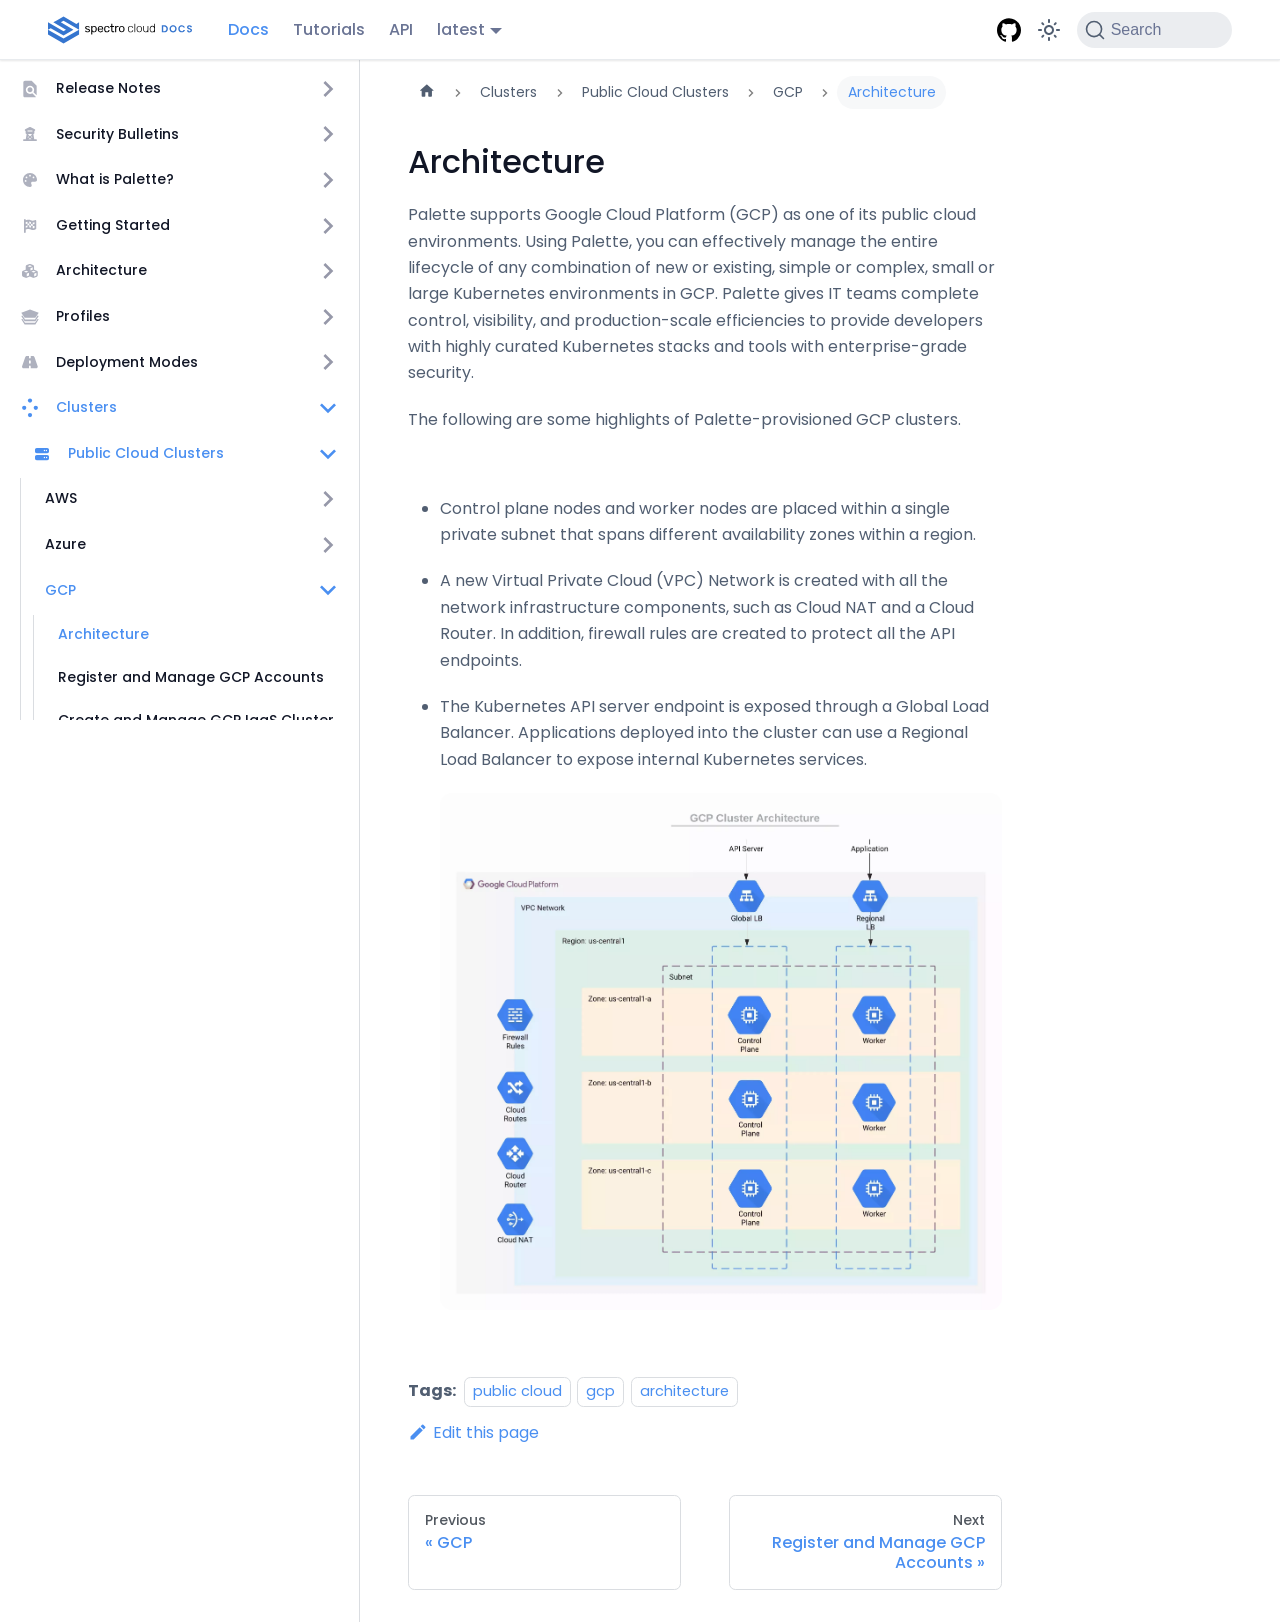 spectro cloud DOCS
Docs
Tutorials
API
latest
Search
Release Notes
Security Bulletins
What is Palette?
Getting Started
Architecture
Profiles
Deployment Modes
Clusters
Public Cloud Clusters
AWS
Azure
GCP
Architecture
Register and Manage GCP Accounts
Create and Manage GCP IaaS Cluster
Clusters
Public Cloud Clusters
GCP
Architecture
Architecture
Palette supports Google Cloud Platform (GCP) as one of its public cloud
environments. Using Palette, you can effectively manage the entire
lifecycle of any combination of new or existing, simple or complex, small or
large Kubernetes environments in GCP. Palette gives IT teams complete
control, visibility, and production-scale efficiencies to provide developers
with highly curated Kubernetes stacks and tools with enterprise-grade
security.
The following are some highlights of Palette-provisioned GCP clusters.
• Control plane nodes and worker nodes are placed within a single
private subnet that spans different availability zones within a region.
• A new Virtual Private Cloud (VPC) Network is created with all the
network infrastructure components, such as Cloud NAT and a Cloud
Router. In addition, firewall rules are created to protect all the API
endpoints.
• The Kubernetes API server endpoint is exposed through a Global Load
Balancer. Applications deployed into the cluster can use a Regional
Load Balancer to expose internal Kubernetes services.
GCP Cluster Architecture
API Server
Application
Google Cloud Platform
VPC Network
Global LB
Regional
LB
Region: us-central1
Subnet
Zone: us-central1-a
Control
Plane
Worker
Firewall
Rules
Zone: us-central1-b
Control
Plane
Worker
Cloud
Routes
Zone: us-central1-c
Control
Plane
Worker
Cloud
Router
Cloud NAT
Tags: public cloud gcp architecture
Edit this page
Previous
« GCP
Next
Register and Manage GCP
Accounts »